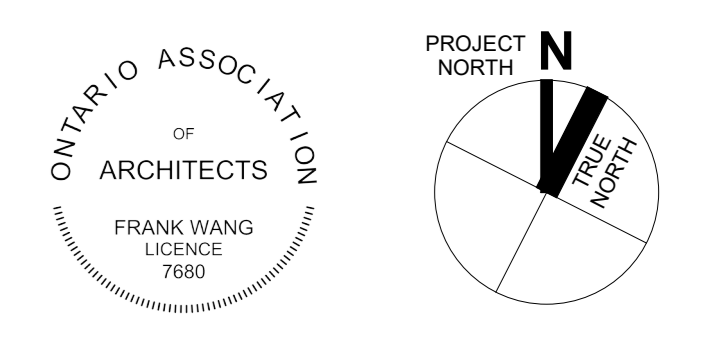 ONTARIO ASSOCIATION
OF
ARCHITECTS
FRANK WANG
LICENCE
7680
PROJECT
NORTH
N
TRUE
NORTH